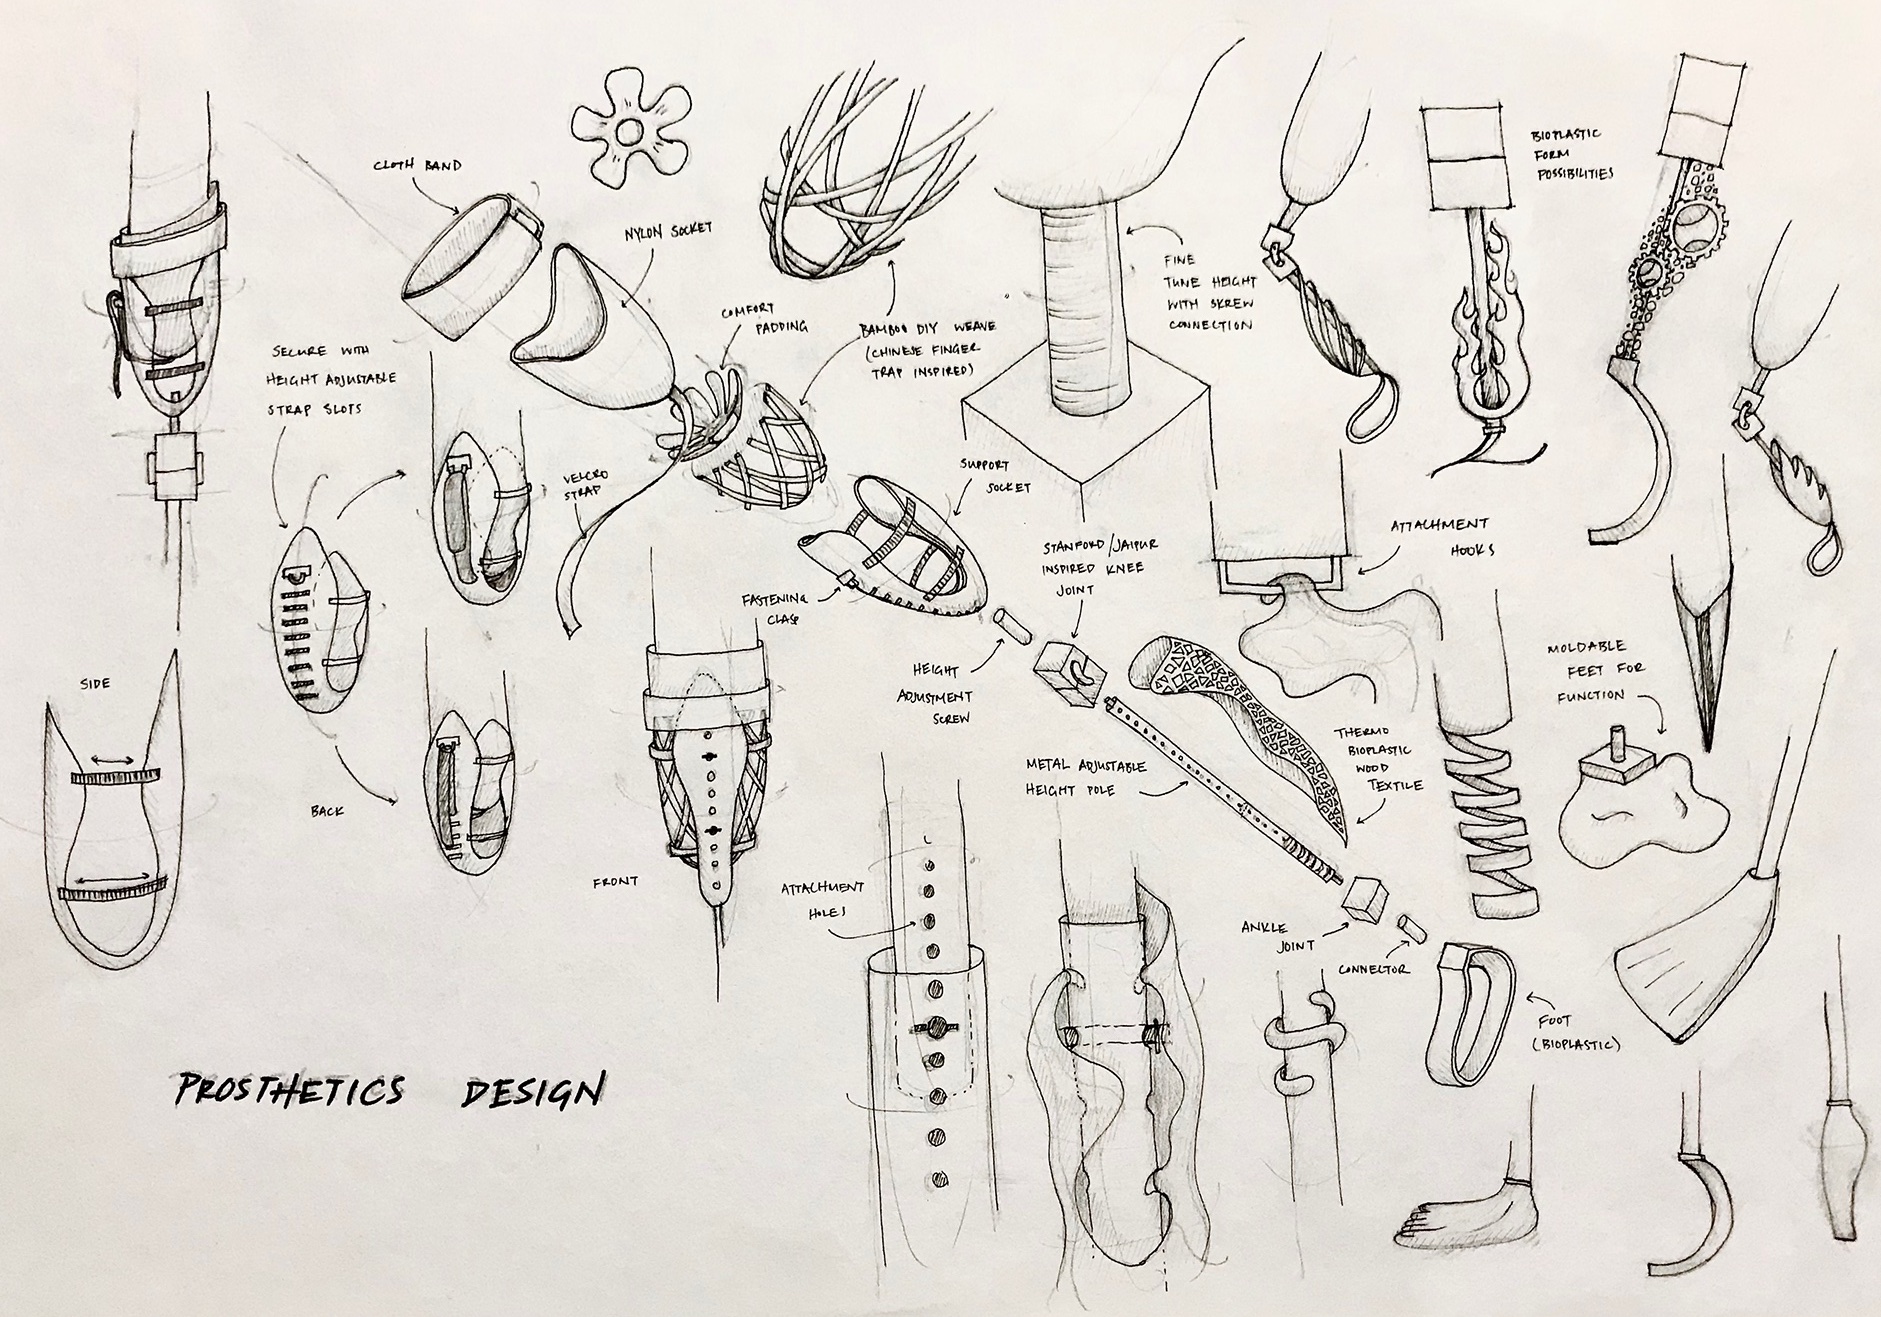 CLOTH BAND
NYLON SOCKET
COMFORT
PADDING
BAMBOO DIY WEAVE
(CHINESE FINGER
TRAP INSPIRED)
FINE
TUNE HEIGHT
WITH SKREW
CONNECTION
BIOPLASTIC
FORM
POSSIBILITIES
SECURE WITH
HEIGHT ADJUSTABLE
STRAP SLOTS
VELCRO
STRAP
SUPPORT
SOCKET
FASTENING
CLASP
HEIGHT
ADJUSTMENT
SCREW
STANFORD/JAIPUR
INSPIRED KNEE
JOINT
ATTACHMENT
HOOKS
MOLDABLE
FEET FOR
FUNCTION
SIDE
BACK
FRONT
METAL ADJUSTABLE
HEIGHT POLE
THERMO
BIOPLASTIC
WOOD
TEXTILE
ATTACHMENT
HOLES
ANKLE
JOINT
CONNECTOR
FOOT
(BIOPLASTIC)
PROSTHETICS DESIGN